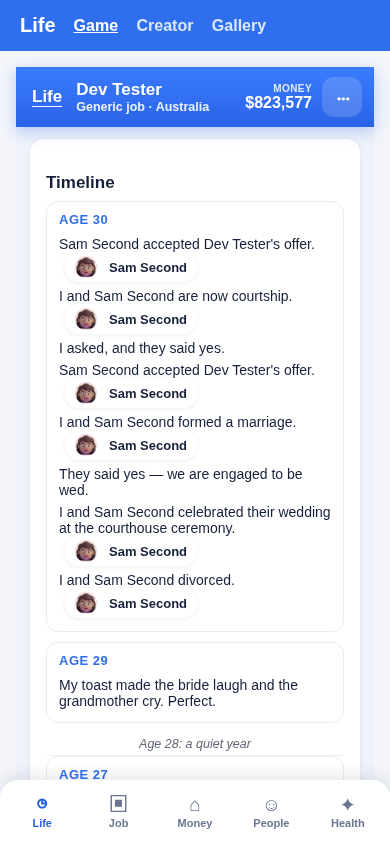 Life Game Creator Gallery
Life Dev Tester MONEY
Generic job · Australia $823,577 •••
Timeline
AGE 30
Sam Second accepted Dev Tester's offer.
Sam Second
I and Sam Second are now courtship.
Sam Second
I asked, and they said yes.
Sam Second accepted Dev Tester's offer.
Sam Second
I and Sam Second formed a marriage.
Sam Second
They said yes — we are engaged to be
wed.
I and Sam Second celebrated their wedding
at the courthouse ceremony.
Sam Second
I and Sam Second divorced.
Sam Second
AGE 29
My toast made the bride laugh and the
grandmother cry. Perfect.
Age 28: a quiet year
AGE 27
Life Job Money People Health